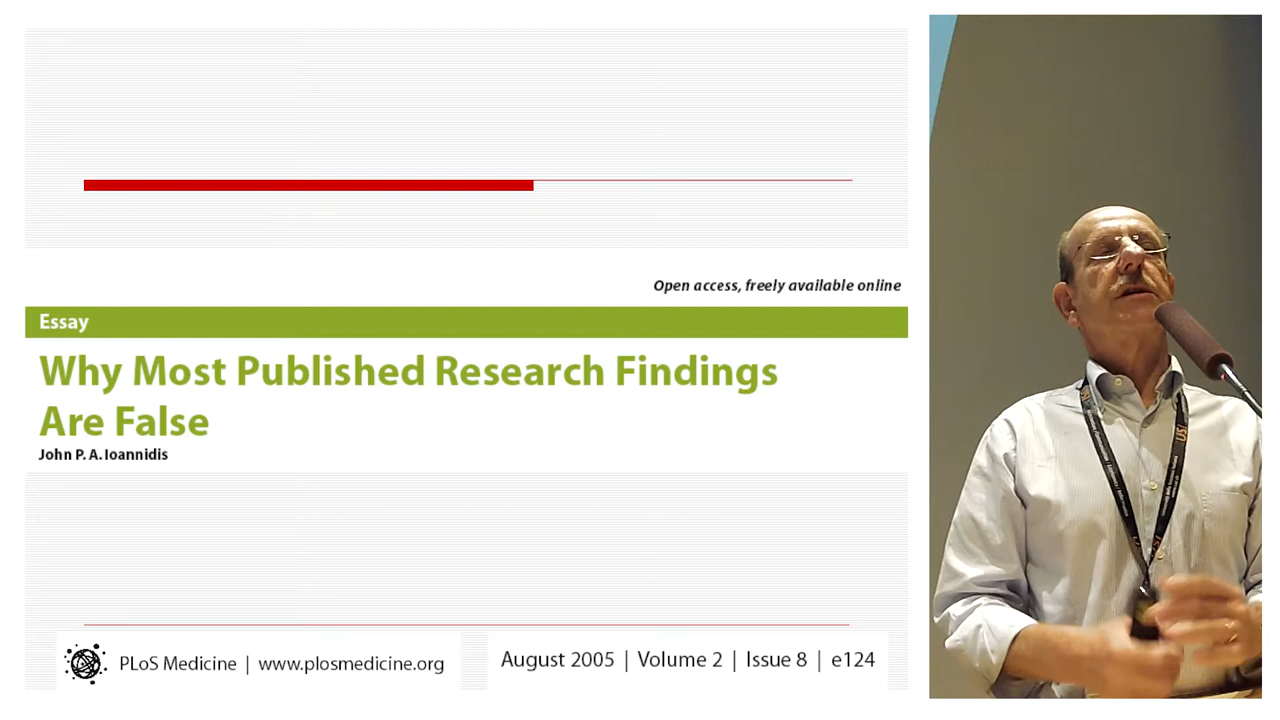 Open access, freely available online
Essay
Why Most Published Research Findings
Are False
John P. A. Ioannidis
PLoS Medicine | www.plosmedicine.org
August 2005 | Volume 2 | Issue 8 | e124
USI